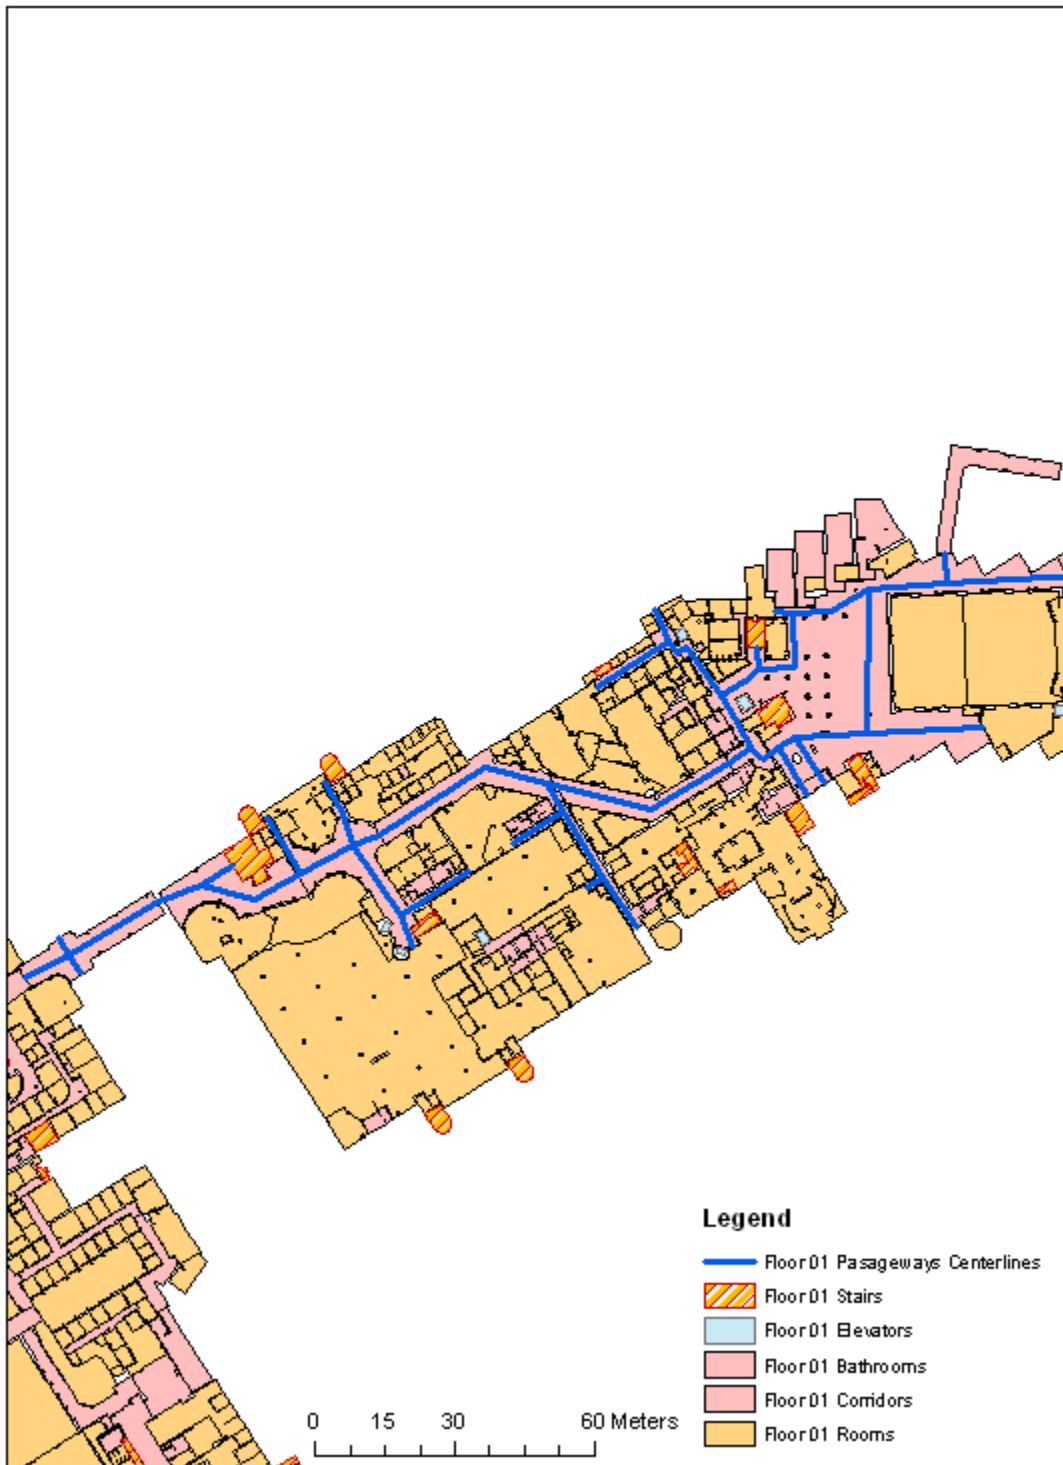 Legend
Floor 01 Pasageways Centerlines
Floor 01 Stairs
Floor 01 Elevators
Floor 01 Bathrooms
Floor 01 Corridors
Floor 01 Rooms
0 15 30 60 Meters